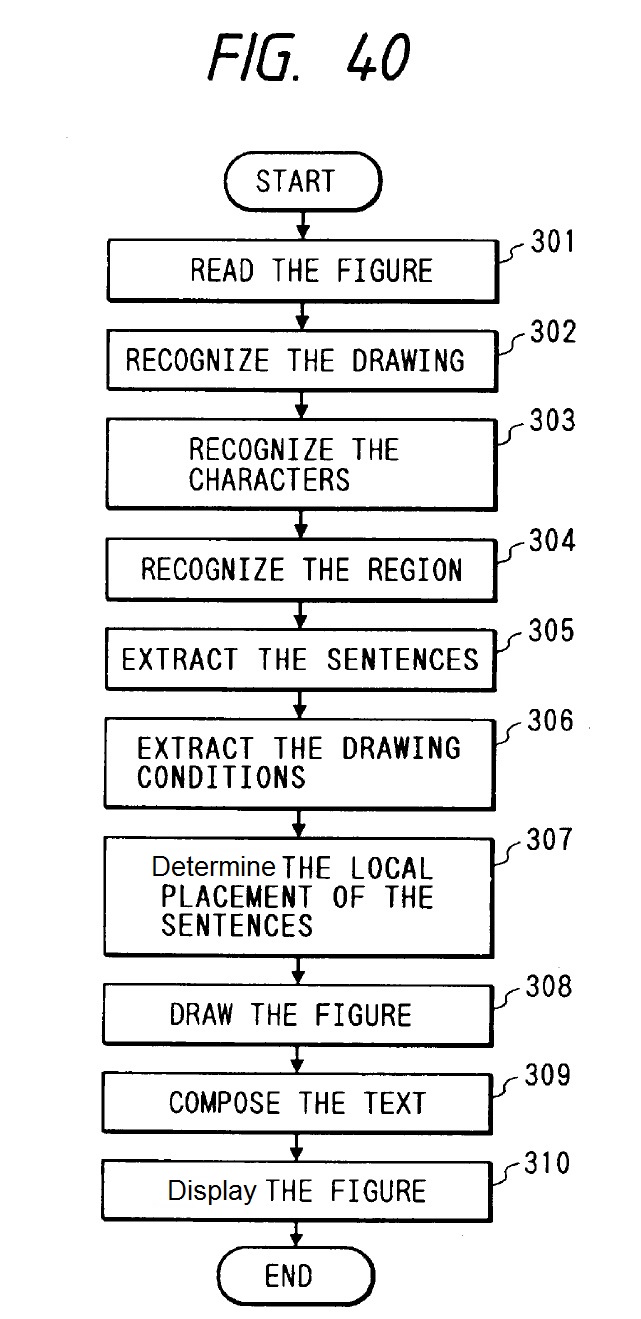 FIG. 40
START
READ THE FIGURE
301
RECOGNIZE THE DRAWING
302
RECOGNIZE THE
CHARACTERS
303
RECOGNIZE THE REGION
304
EXTRACT THE SENTENCES
305
EXTRACT THE DRAWING
CONDITIONS
306
Determine THE LOCAL
PLACEMENT OF THE
SENTENCES
307
DRAW THE FIGURE
308
COMPOSE THE TEXT
309
Display THE FIGURE
310
END